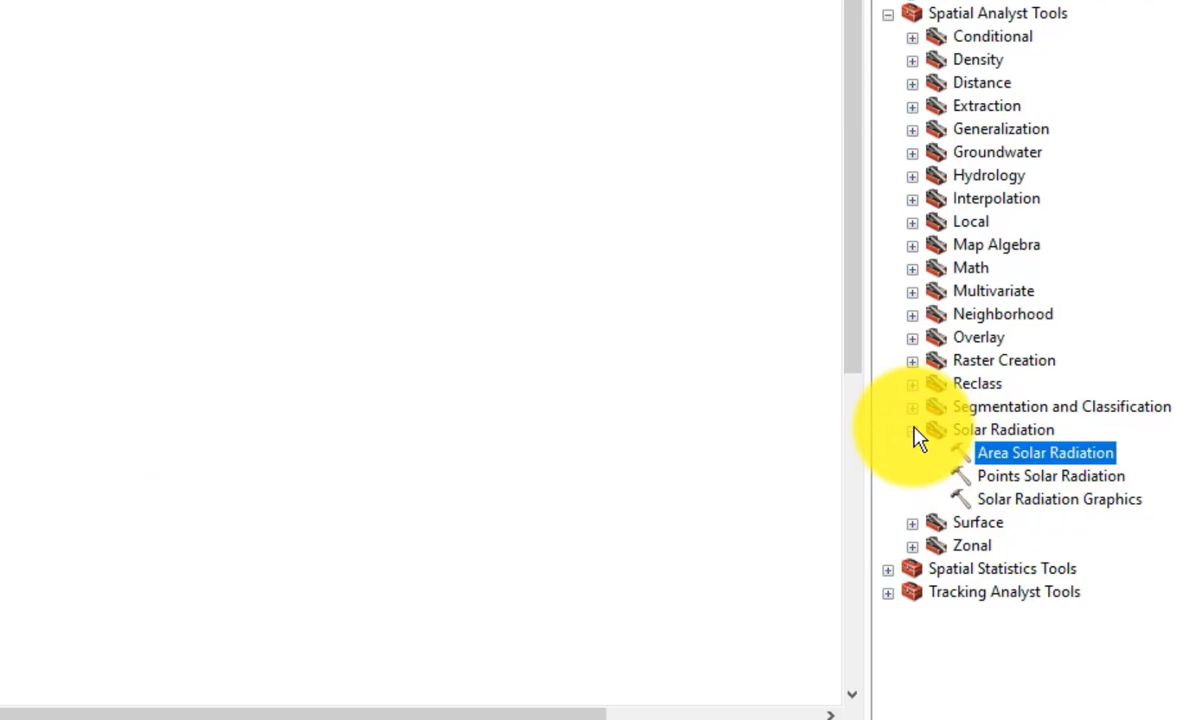 Spatial Analyst Tools
Conditional
Density
Distance
Extraction
Generalization
Groundwater
Hydrology
Interpolation
Local
Map Algebra
Math
Multivariate
Neighborhood
Overlay
Raster Creation
Reclass
Segmentation and Classification
Solar Radiation
Area Solar Radiation
Points Solar Radiation
Solar Radiation Graphics
Surface
Zonal
Spatial Statistics Tools
Tracking Analyst Tools